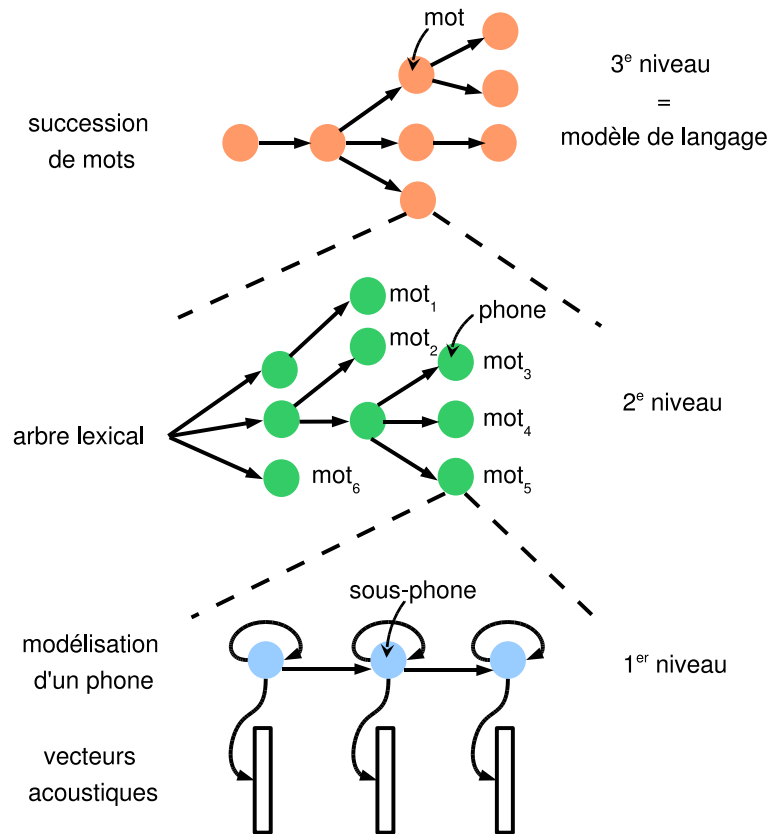 mot
3e niveau
=
modèle de langage
succession
de mots
mot1
mot2
phone
mot3
2e niveau
arbre lexical
mot4
mot6
mot5
sous-phone
modélisation
d'un phone
1er niveau
vecteurs
acoustiques